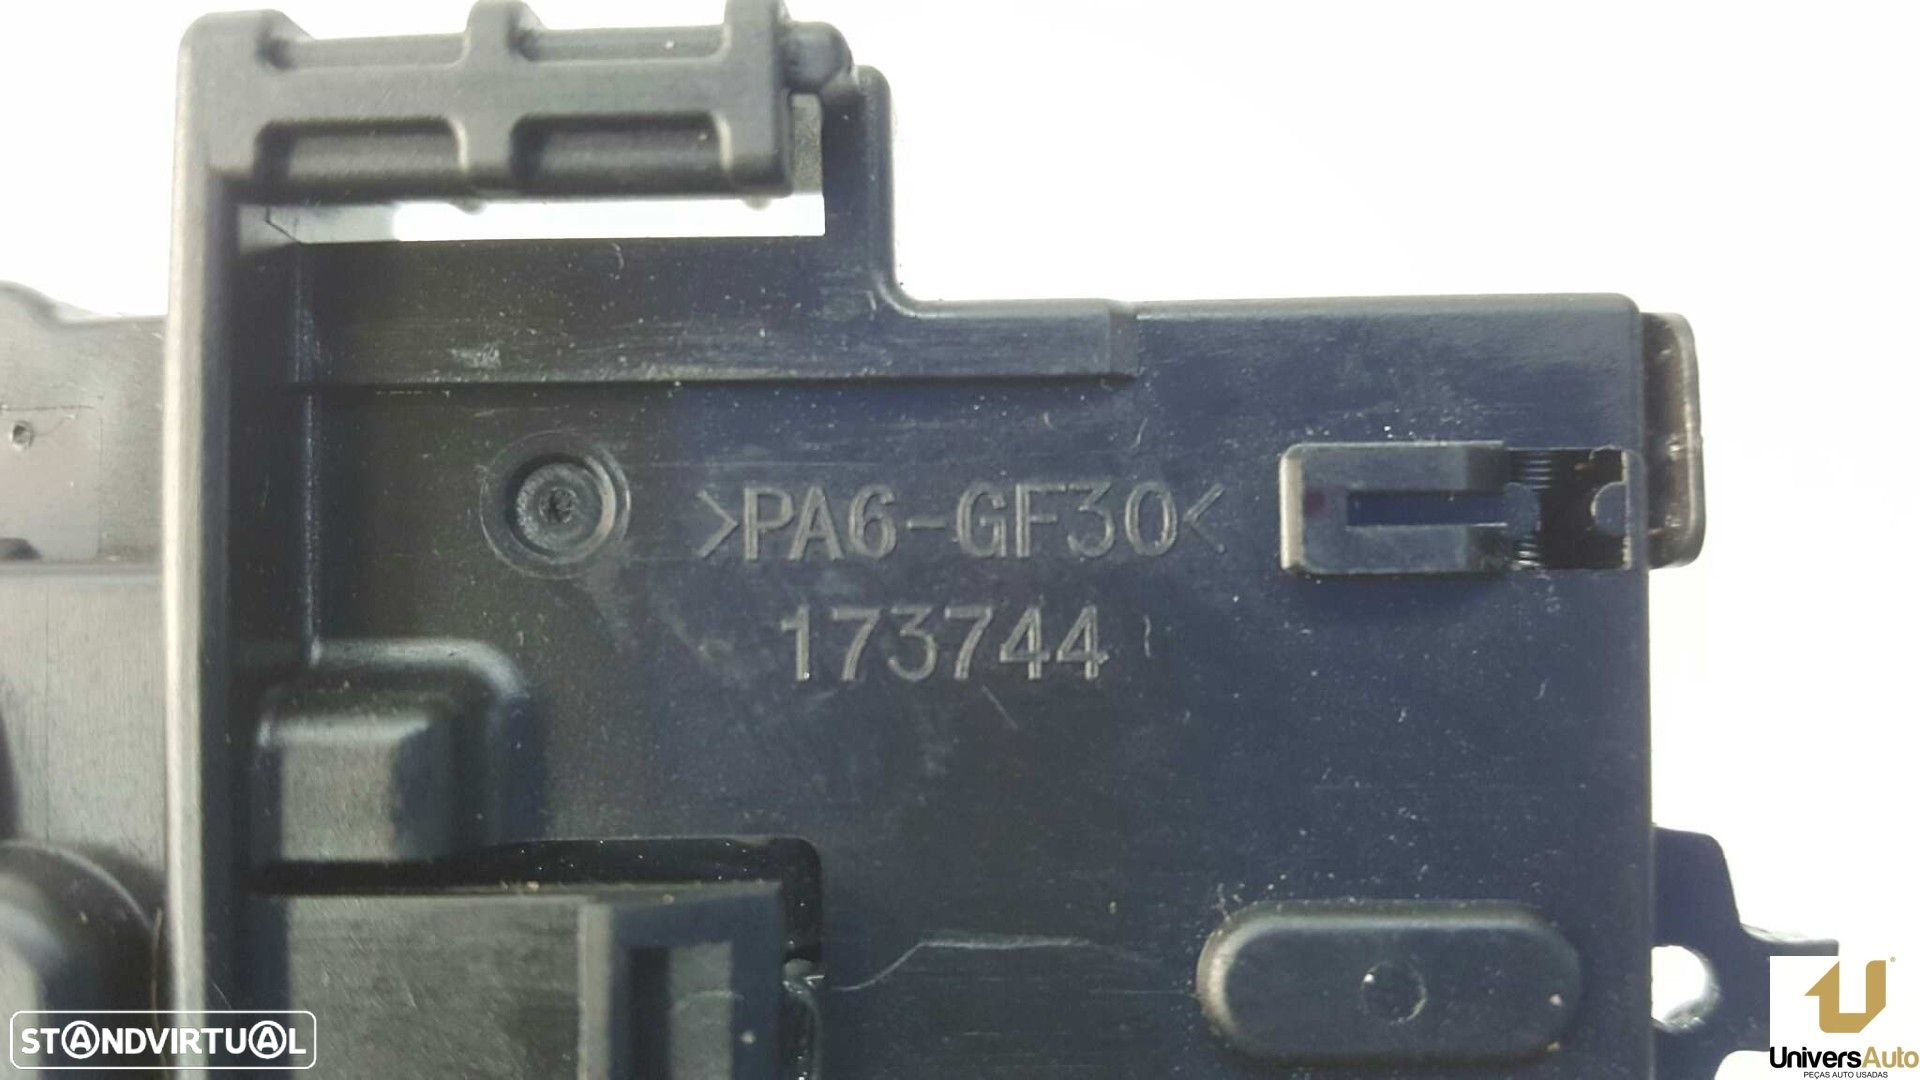 >PA6-GF30<
173744
STANDVIRTUAL
UniversAuto
PEÇAS AUTO USADAS